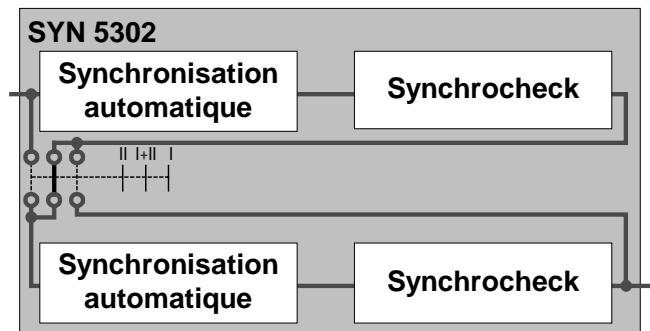 SYN 5302
Synchronisation
automatique
Synchrocheck
II I+II I
Synchronisation
automatique
Synchrocheck